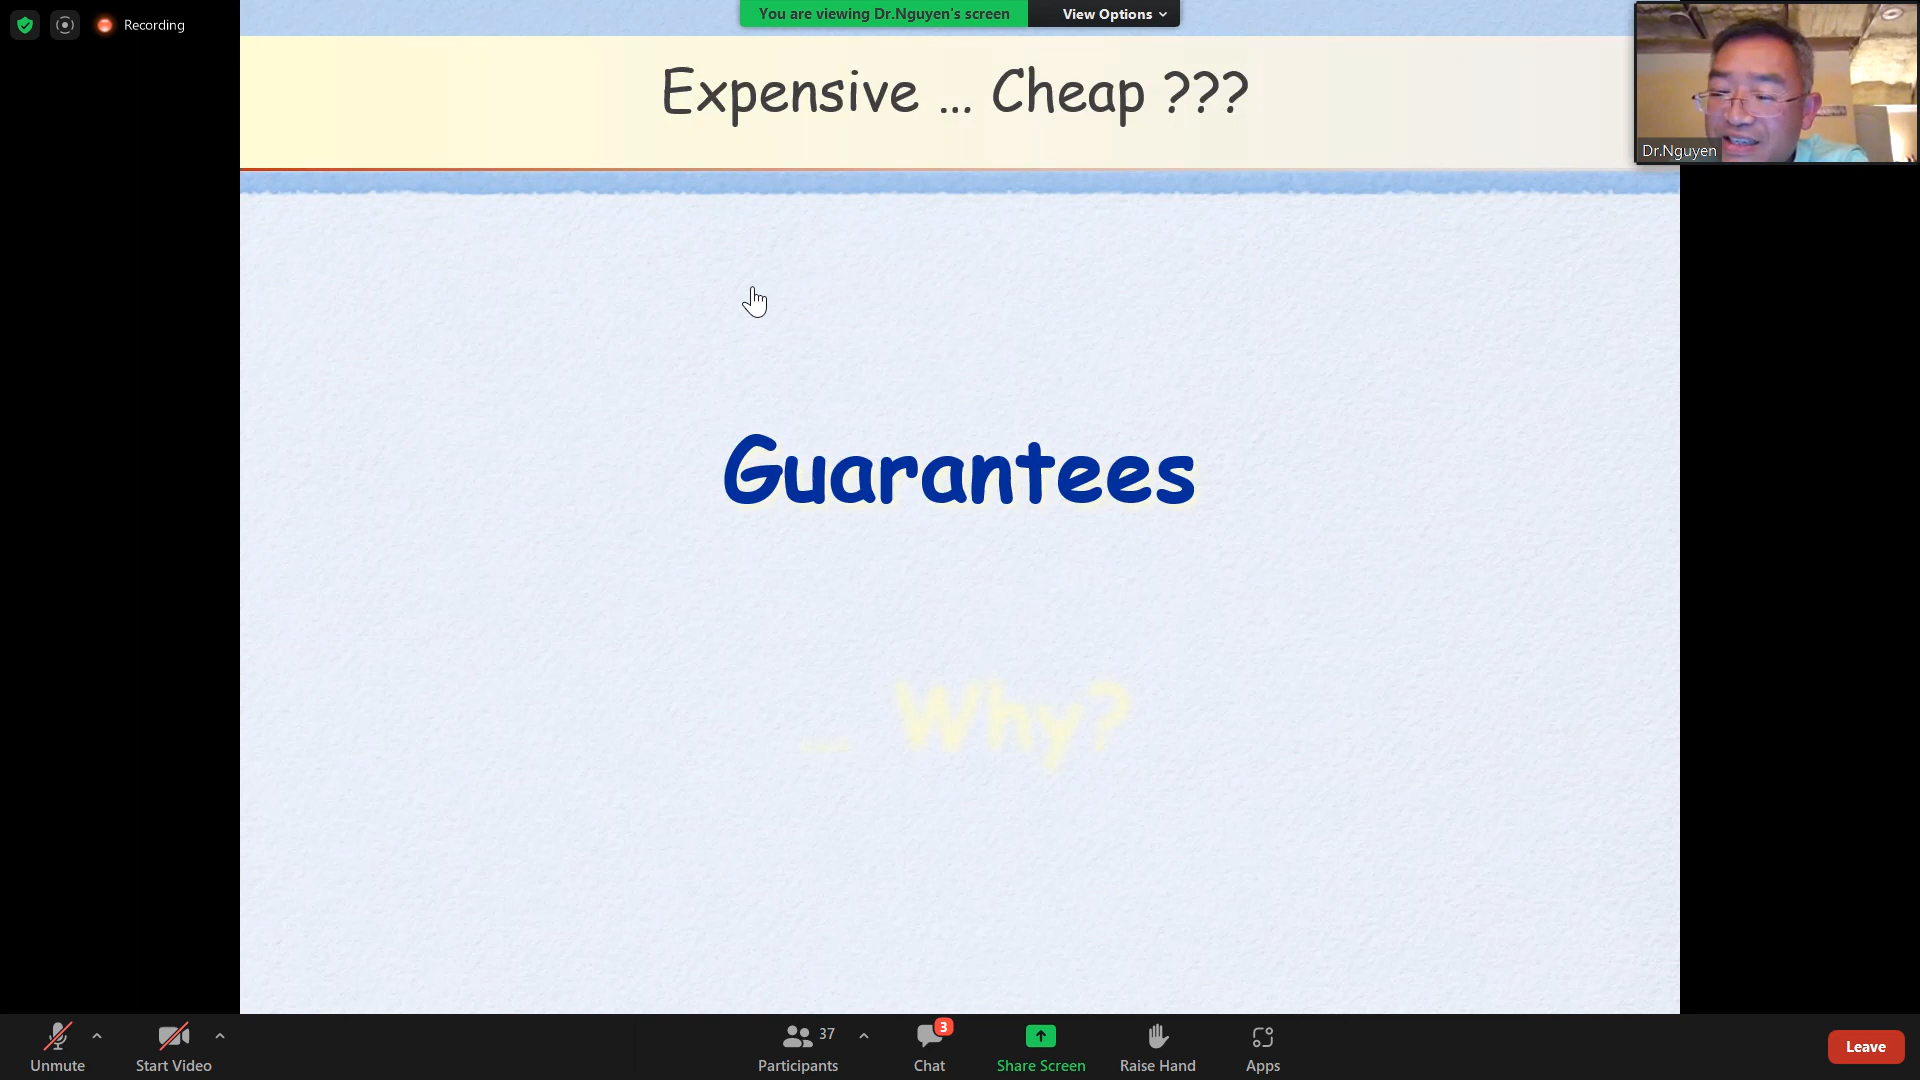 Recording
You are viewing Dr.Nguyen's screen
View Options
Expensive ... Cheap ???
Dr.Nguyen
Guarantees
... Why?
Unmute
Start Video
37
Participants
3
Chat
Share Screen
Raise Hand
Apps
Leave